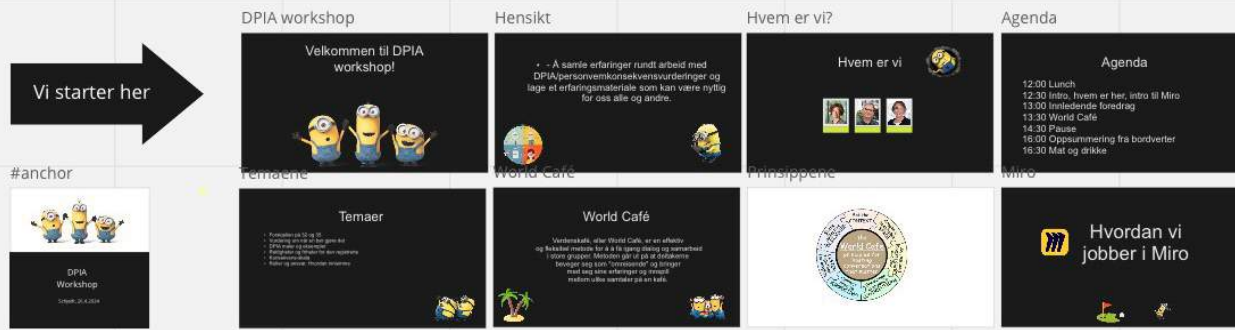 DPIA workshop
Hensikt
Hvem er vi?
Agenda
Vi starter her
Velkommen til DPIA
workshop!
• - Å samle erfaringer rundt arbeid med
DPIA/personvernkonsekvensvurderinger og
lage et erfaringsmateriale som kan være nyttig
for oss alle og andre.
Hvem er vi
Agenda
12:00 Lunch
12:30 Intro, hvem er her, intro til Miro
13:00 Innledende foredrag
13:30 World Café
14:30 Pause
16:00 Oppsummering fra bordverter
16:30 Mat og drikke
#anchor
Temaene
World Café
Prinsippene
Miro
DPIA
Workshop
Temaer
World Café
Verdenskafé, eller World Café, er en effektiv
og fleksibel metode for å få i gang dialog og samarbeid
i store grupper. Metoden går ut på at deltakerne
beveger seg som "omreisende" og bringer
med seg sine erfaringer og innspill
mellom ulike samtaler på en kafé.
World Cafe
Hvordan vi
jobber i Miro